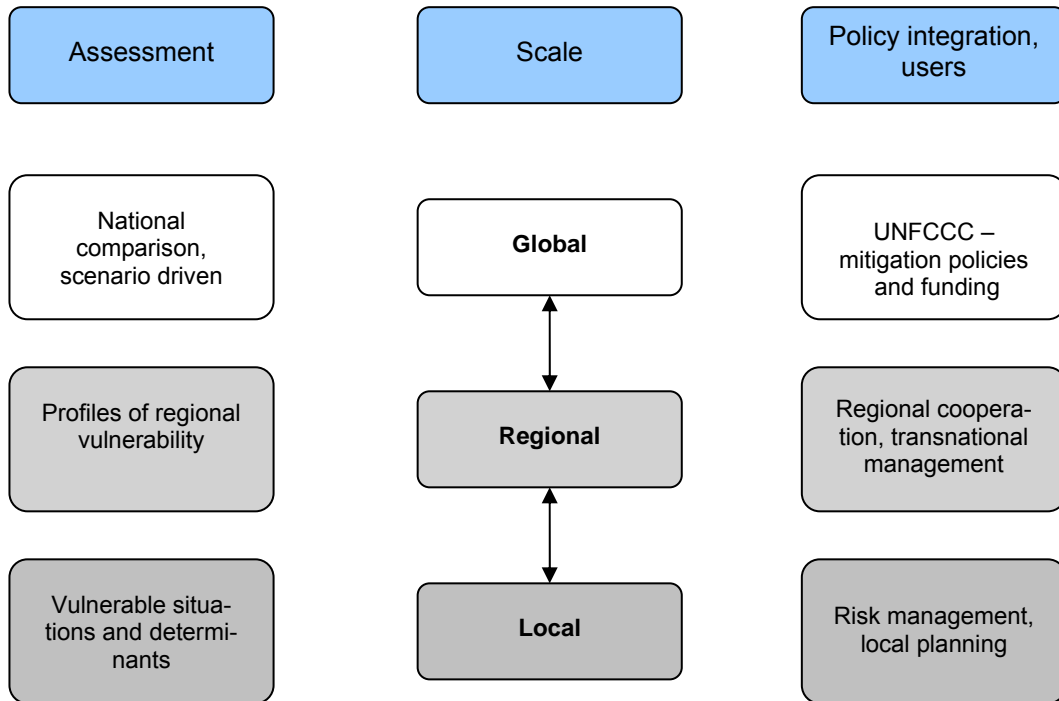 Assessment
Scale
Policy integration,
users
National
comparison,
scenario driven
Global
UNFCCC –
mitigation policies
and funding
Profiles of regional
vulnerability
Regional
Regional coopera-
tion, transnational
management
Vulnerable situa-
tions and determi-
nants
Local
Risk management,
local planning